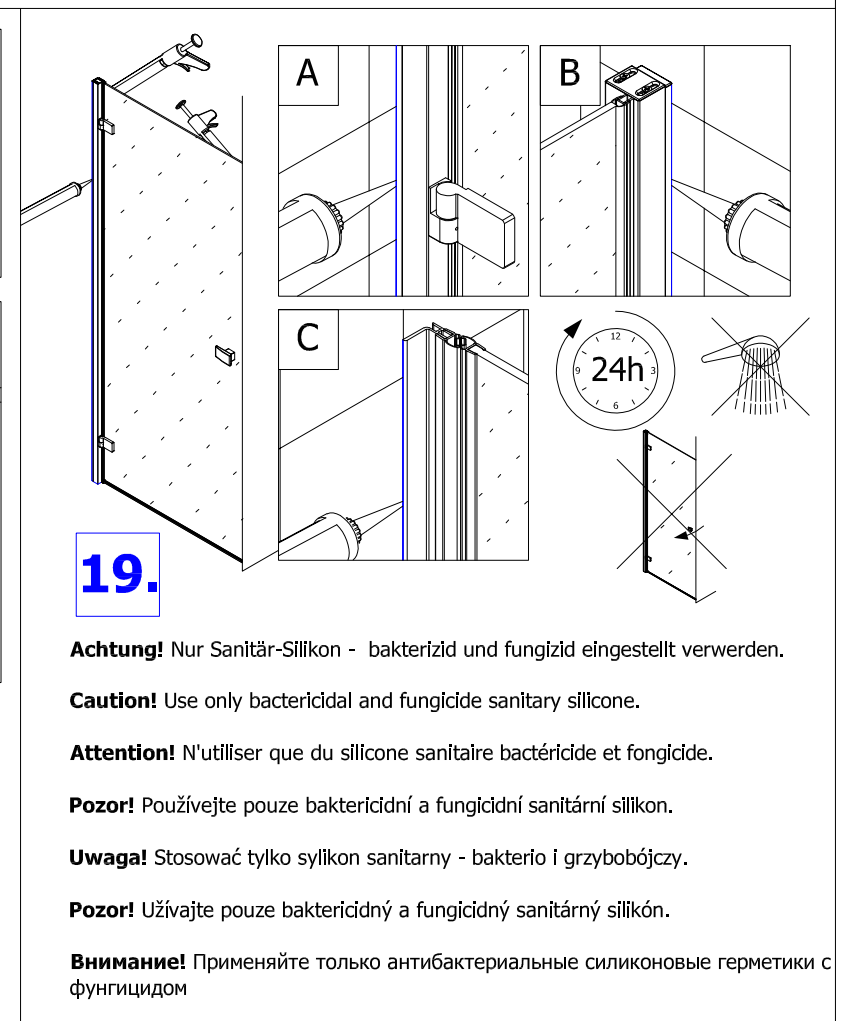 A
B
C
12
9
24h
3
6
19.
Achtung! Nur Sanitär-Silikon - bakterizid und fungizid eingestellt verwerden.
Caution! Use only bactericidal and fungicide sanitary silicone.
Attention! N'utiliser que du silicone sanitaire bactéricide et fongicide.
Pozor! Používejte pouze baktericidní a fungicidní sanitární silikon.
Uwaga! Stosować tylko sylikon sanitarny - bakterio i grzybobójczy.
Pozor! Užívajte pouze baktericidný a fungicidný sanitárný silikón.
Внимание! Применяйте только антибактериальные силиконовые герметики с
фунгицидом